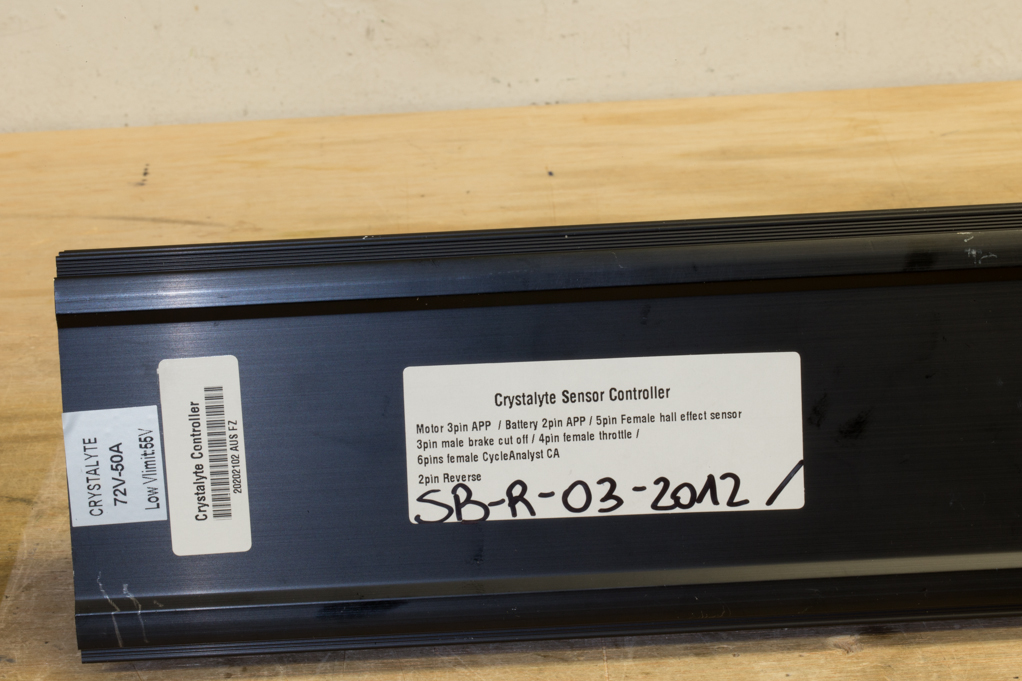 CRYSTALYTE
72V-50A
Low Vlimit:55V
Crystalyte Controller
20202102 AUS FZ
Crystalyte Sensor Controller
Motor 3pin APP / Battery 2pin APP / 5pin Female hall effect sensor
3pin male brake cut off / 4pin female throttle /
6pins female CycleAnalyst CA
2pin Reverse
SB-R-03-2012 /